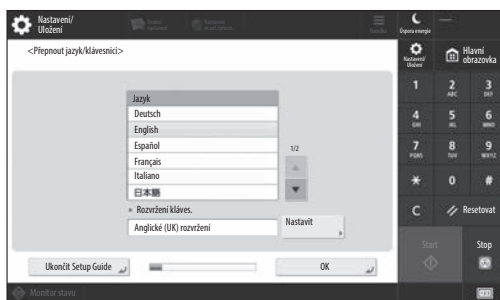 Nastavení/
Uložení
Úspora energie
<Přepnout jazyk/klávesnici>
Nastavení/
Uložení
Hlavní
obrazovka
Jazyk
Deutsch
English
Español
Français
Italiano
日本語
1/2
Rozvržení kláves.
Anglické (UK) rozvržení
Nastavit
1
2
ABC
3
DEF
4
GHI
5
JKL
6
MNO
7
PQRS
8
TUV
9
WXYZ
*
0
#
C
Resetovat
Start
Stop
Ukončit Setup Guide
OK
Monitor stavu